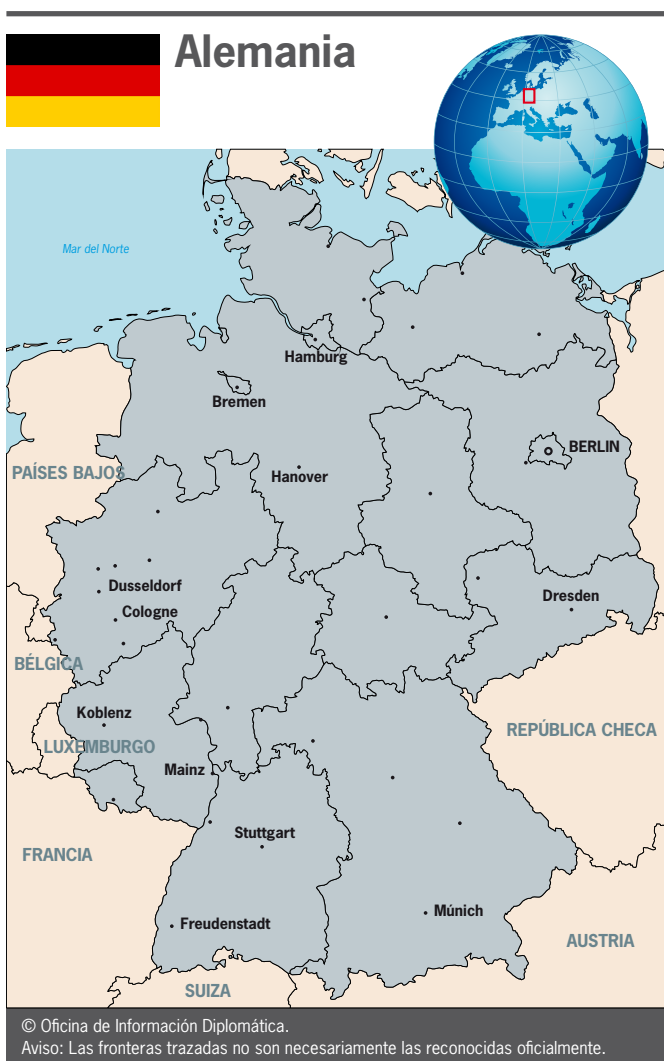 Alemania
Mar del Norte
Hamburg
Bremen
BERLIN
PAÍSES BAJOS
Hanover
Dusseldorf
Dresden
Cologne
BÉLGICA
Koblenz
REPÚBLICA CHECA
LUXEMBURGO
Mainz
Stuttgart
FRANCIA
Múnich
Freudenstadt
AUSTRIA
SUIZA
© Oficina de Información Diplomática.
Aviso: Las fronteras trazadas no son necesariamente las reconocidas oficialmente.